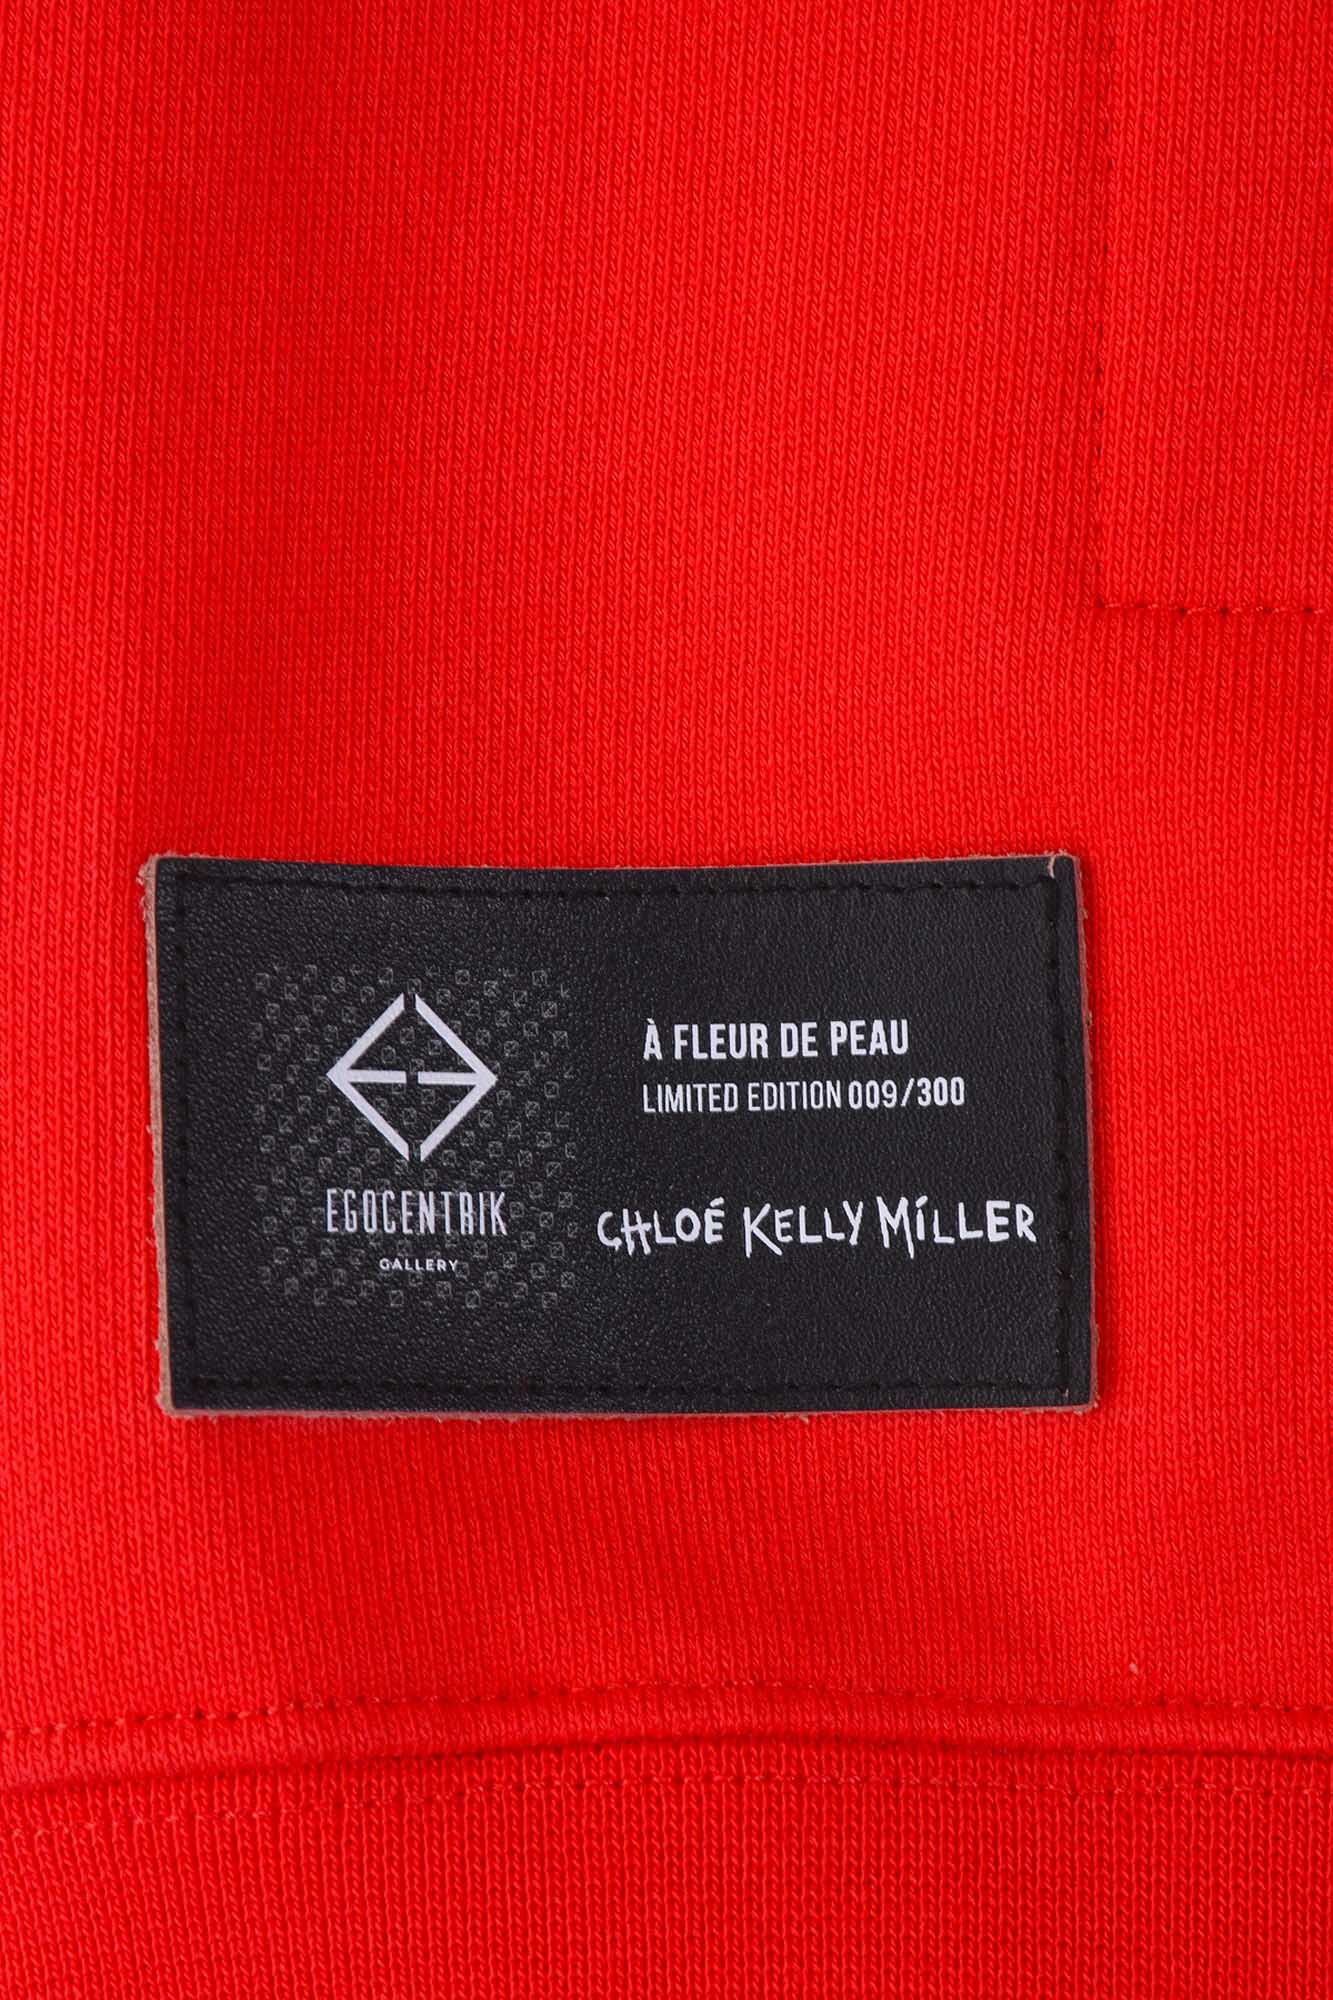 EGOCENTRIK
GALLERY
À FLEUR DE PEAU
LIMITED EDITION 009/300
CHLOÉ KELLY MILLER